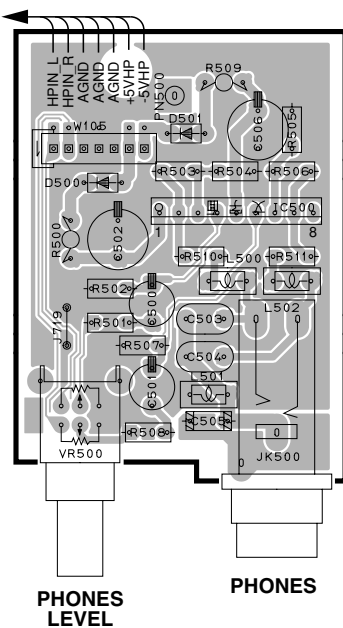 HPIN_L
HPIN_R
AGND
AGND
AGND
+5VHP
-5VHP
PN500
R509
W105
D501
C506
R505
D500
R503
R504
R506
IC500
1
8
R500
C502
R510
L500
R511
R502
C500
L502
J719
R501
C503
R507
C504
C501
L501
C505
R508
VR500
JK500
PHONES
LEVEL
PHONES